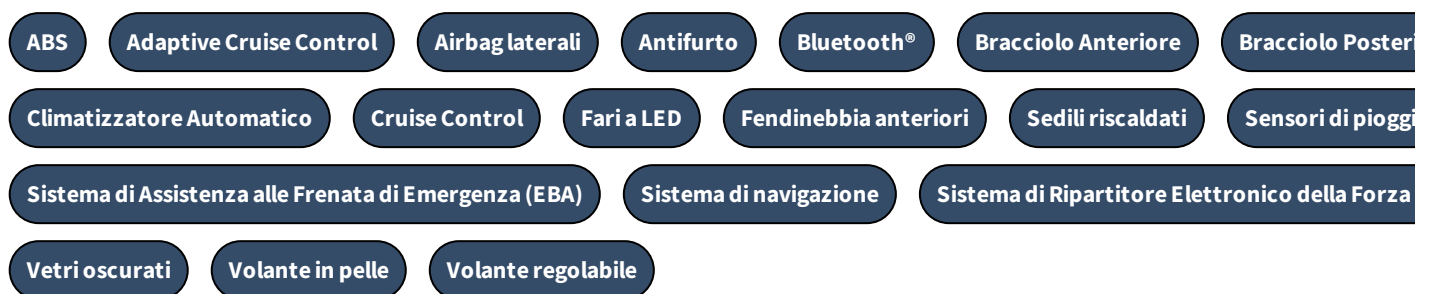 ABS Adaptive Cruise Control Airbag laterali Antifurto Bluetooth® Bracciolo Anteriore Bracciolo
Climatizzatore Automatico Cruise Control Fari a LED Fendinebbia anteriori Sedili riscaldati Sensori di
Sistema di Assistenza alle Frenata di Emergenza (EBA) Sistema di navigazione Sistema di Ripartitore Elettronico della Forza
Vetri oscurati Volante in pelle Volante regolabile